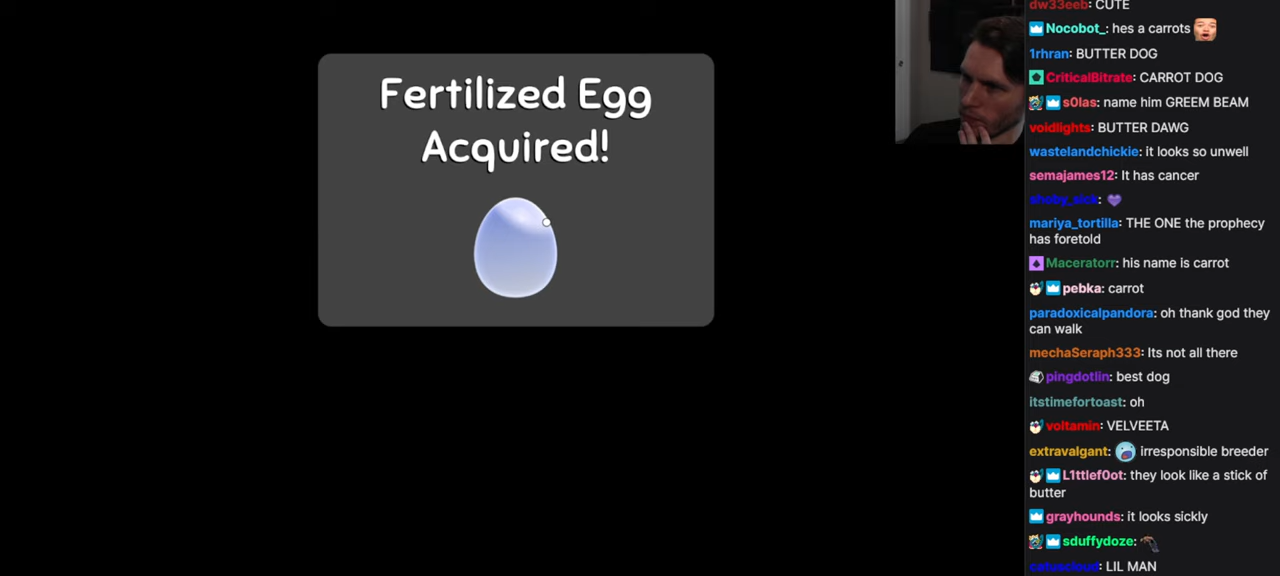 Fertilized Egg
Acquired!
dw33eeb: CUTE
Nocobot_: hes a carrots
1rhran: BUTTER DOG
CriticalBitrate: CARROT DOG
s0las: name him GREEM BEAM
voidlights: BUTTER DAWG
wastelandchickie: it looks so unwell
semajames12: It has cancer
shoby_sick:
mariya_tortilla: THE ONE the prophecy
has foretold
Maceratorr: his name is carrot
pebka: carrot
paradoxicalpandora: oh thank god they
can walk
mechaSeraph333: Its not all there
pingdotlin: best dog
itstimefortoast: oh
voltamin: VELVEETA
extravalgant: irresponsible breeder
L1ttlef0ot: they look like a stick of
butter
grayhounds: it looks sickly
sduffydoze:
LIL MAN